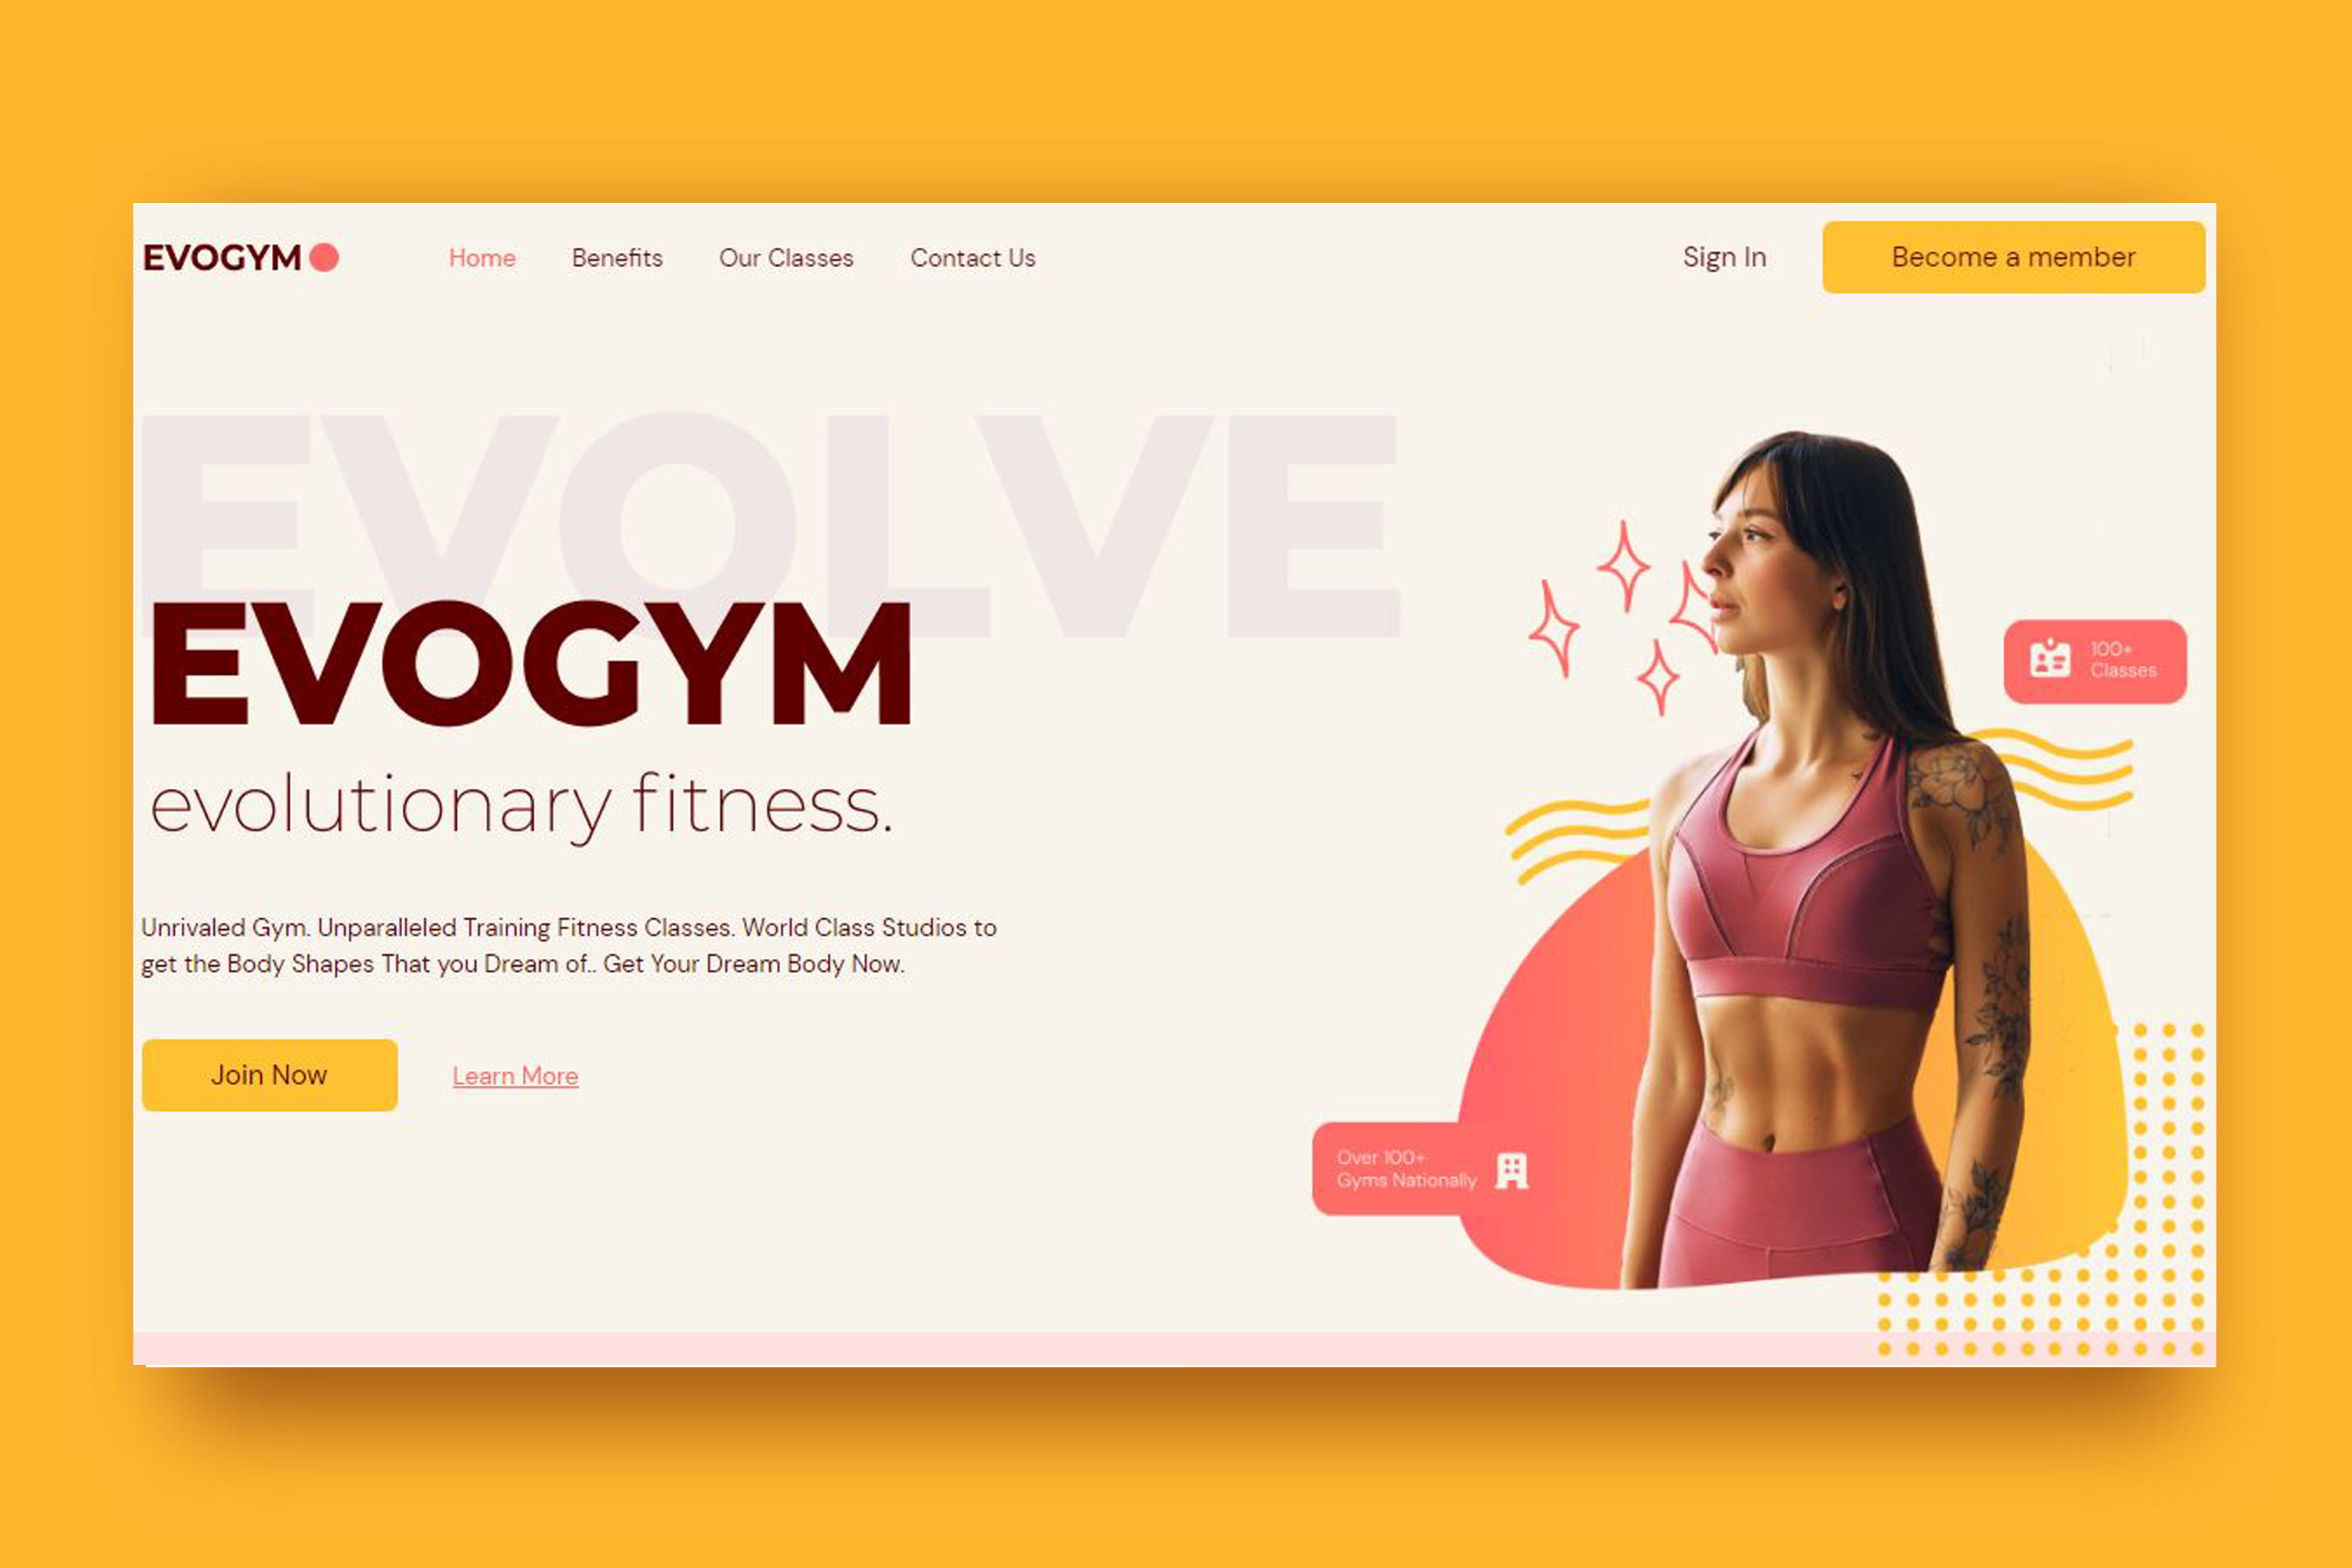 EVOGYM
Home
Benefits
Our Classes
Contact Us
Sign In
Become a member
EVOLVE
EVOGYM
evolutionary fitness.
Unrivaled Gym. Unparalleled Training Fitness Classes. World Class Studios to
get the Body Shapes That you Dream of.. Get Your Dream Body Now.
Join Now
Learn More
100+
Classes
Over 100+
Gyms Nationally